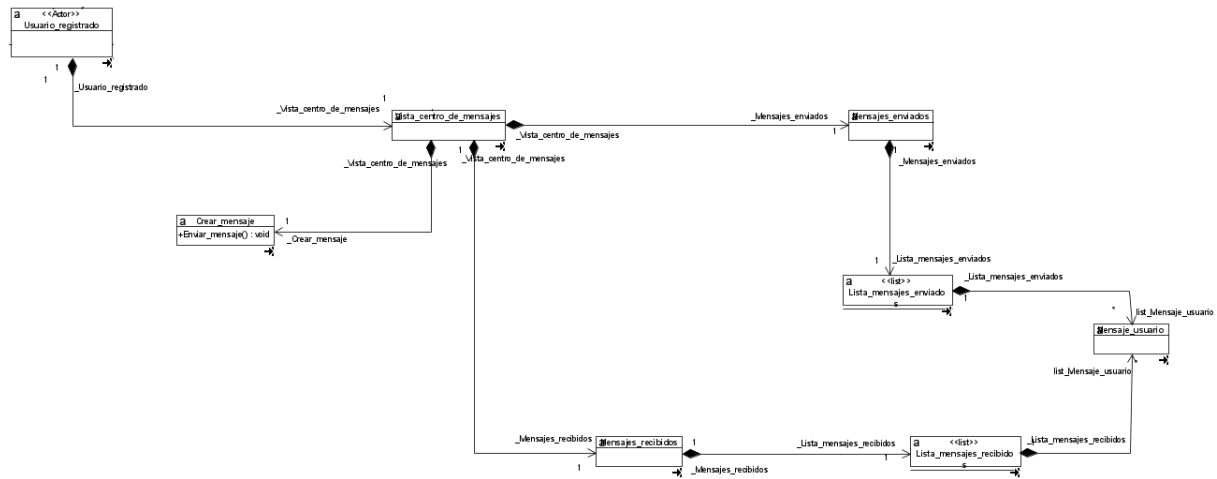 a
<<Actor>>
Usuario_registrado
1
1
_Usuario_registrado
_Vista_centro_de_mensajes
1
Vista_centro_de_mensajes
_Vista_centro_de_mensajes
_Mensajes_enviados
1
Mensajes_enviados
1
_Mensajes_enviados
_Vista_centro_de_mensajes
1
_Vista_centro_de_mensajes
a
Crear_mensaje
+Enviar_mensaje() : void
1
_Crear_mensaje
1
_Lista_mensajes_enviados
a
<<list>>
Lista_mensajes_enviado
s
_Lista_mensajes_enviados
1
*
list_Mensaje_usuario
Mensaje_usuario
list_Mensaje_usuario
*
_Mensajes_recibidos
1
Mensajes_recibidos
1
_Mensajes_recibidos
_Lista_mensajes_recibidos
1
a
<<list>>
Lista_mensajes_recibido
s
_Lista_mensajes_recibidos
1